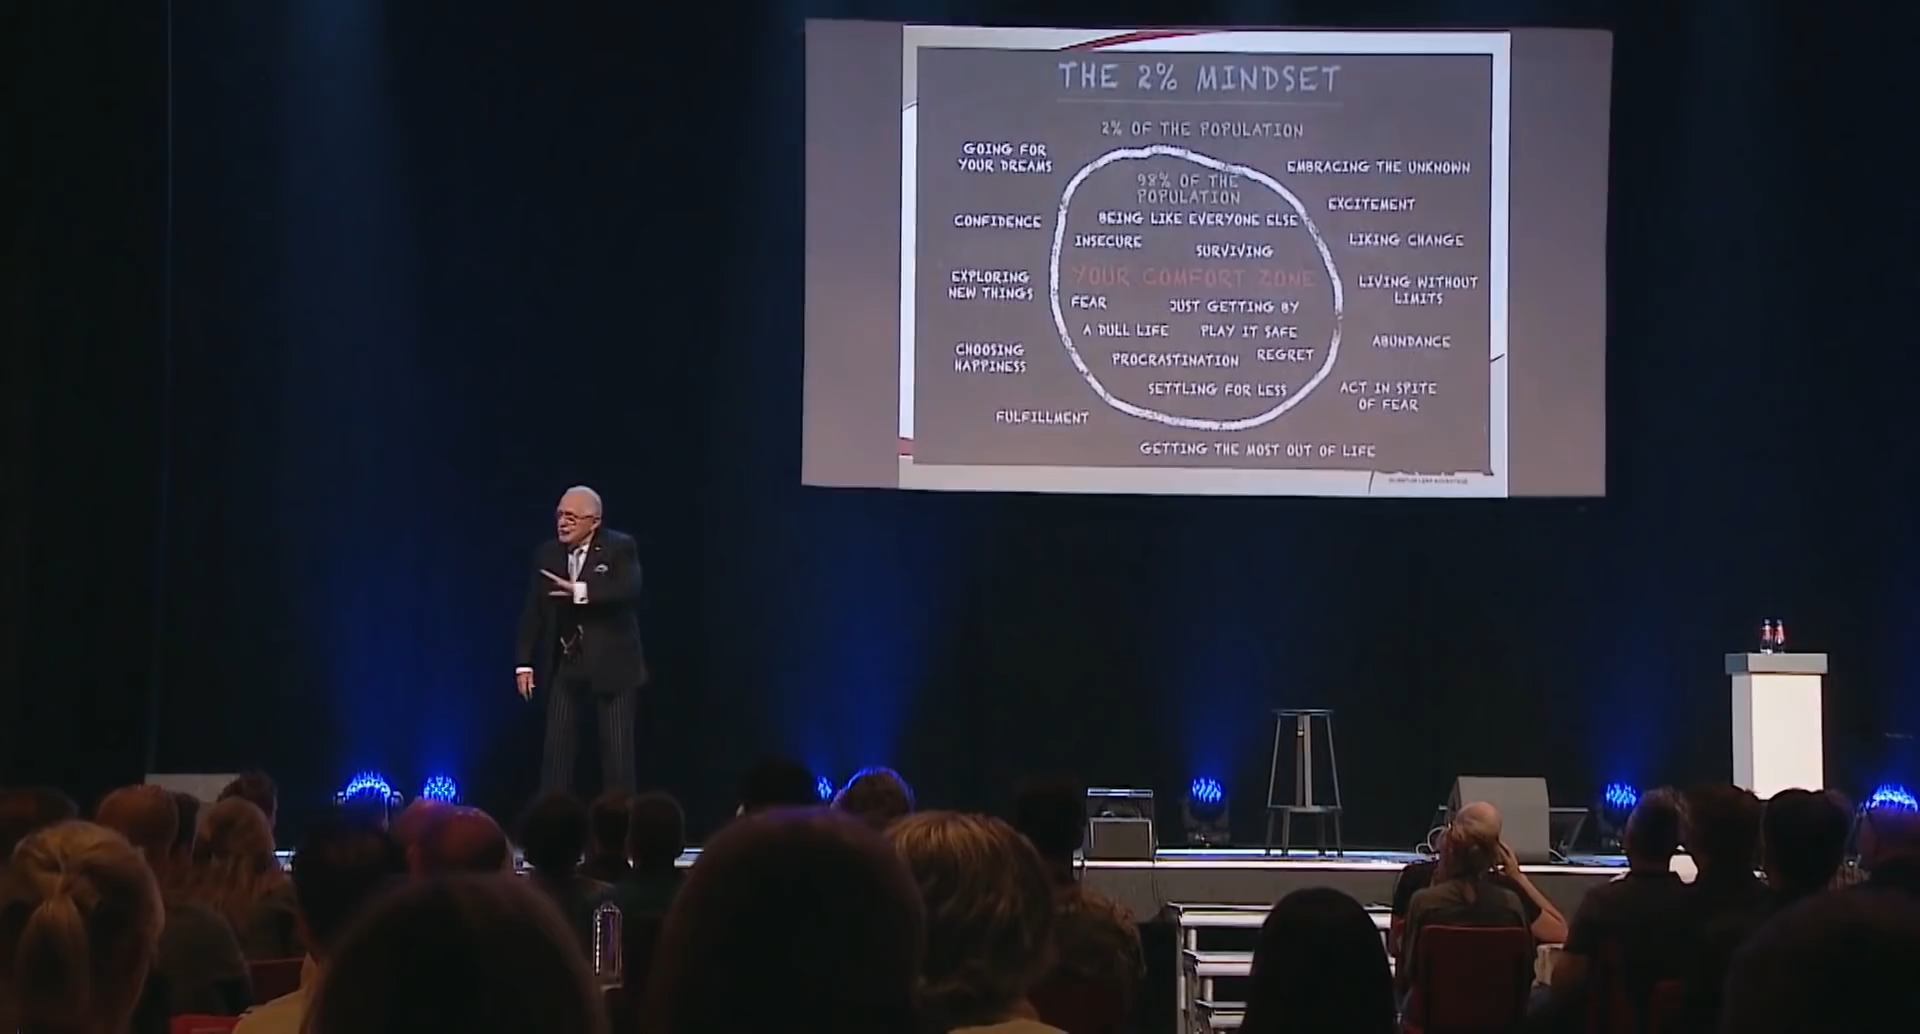 THE 2% MINDSET
2% OF THE POPULATION
GOING FOR
YOUR DREAMS
EMBRACING THE UNKNOWN
98% OF THE
POPULATION
EXCITEMENT
BEING LIKE EVERYONE ELSE
CONFIDENCE
INSECURE
SURVIVING
LIKING CHANGE
YOUR COMFORT ZONE
EXPLORING
NEW THINGS
LIVING WITHOUT
LIMITS
FEAR
JUST GETTING BY
A DULL LIFE
PLAY IT SAFE
ABUNDANCE
CHOOSING
HAPPINESS
PROCRASTINATION
REGRET
SETTLING FOR LESS
ACT IN SPITE
OF FEAR
FULFILLMENT
GETTING THE MOST OUT OF LIFE